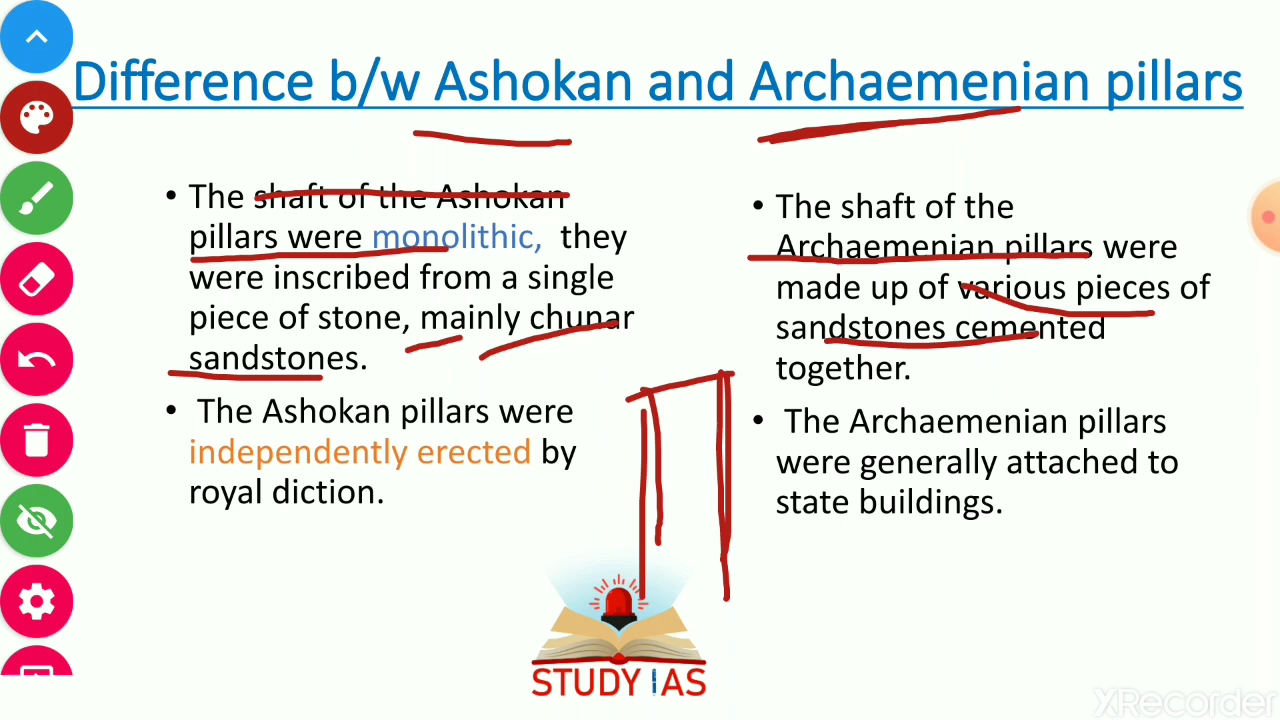 Difference b/w Ashokan and Archaemenian pillars
• The shaft of the Ashokan
pillars were monolithic, they
were inscribed from a single
piece of stone, mainly chunar
sandstones.
• The Ashokan pillars were
independently erected by
royal diction.
• The shaft of the
Archaemenian pillars were
made up of various pieces of
sandstones cemented
together.
• The Archaemenian pillars
were generally attached to
state buildings.
STUDY IAS
XRecorder